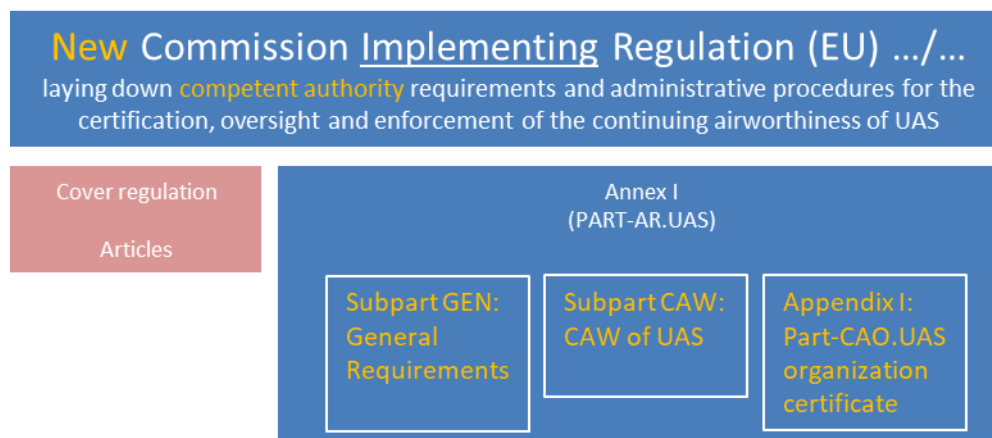 New Commission Implementing Regulation (EU) .../...
laying down competent authority requirements and administrative procedures for the
certification, oversight and enforcement of the continuing airworthiness of UAS
Cover regulation
Articles
Annex I
(PART-AR.UAS)
Subpart GEN:
General
Requirements
Subpart CAW:
CAW of UAS
Appendix I:
Part-CAO.UAS
organization
certificate